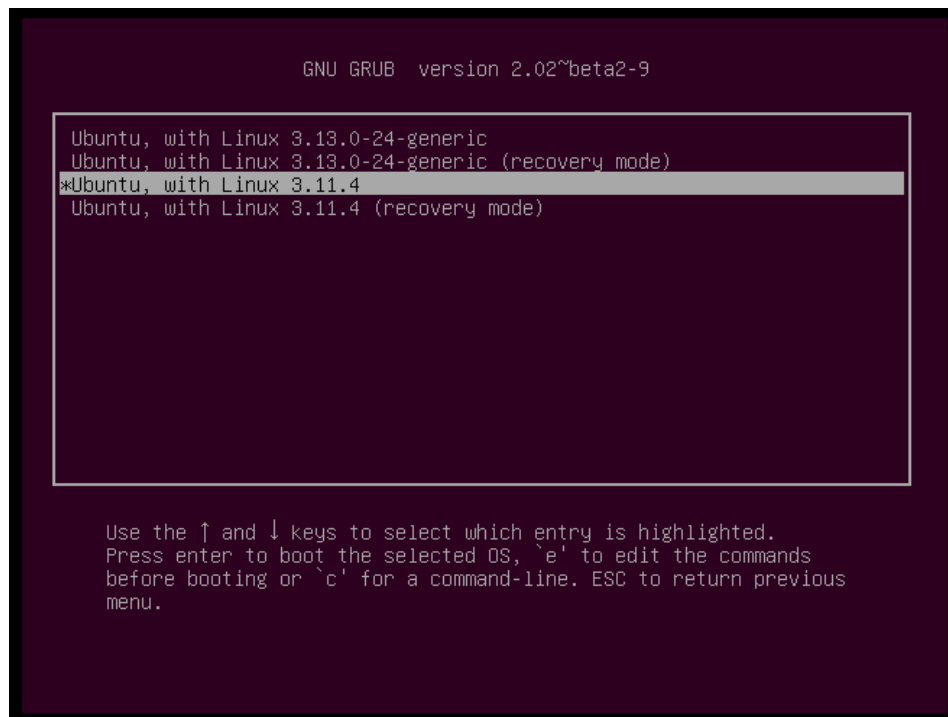 GNU GRUB  version 2.02~beta2-9
Ubuntu, with Linux 3.13.0-24-generic
Ubuntu, with Linux 3.13.0-24-generic (recovery mode)
*Ubuntu, with Linux 3.11.4
Ubuntu, with Linux 3.11.4 (recovery mode)
Use the ↑ and ↓ keys to select which entry is highlighted.
Press enter to boot the selected OS, `e' to edit the commands
before booting or `c' for a command-line. ESC to return previous
menu.